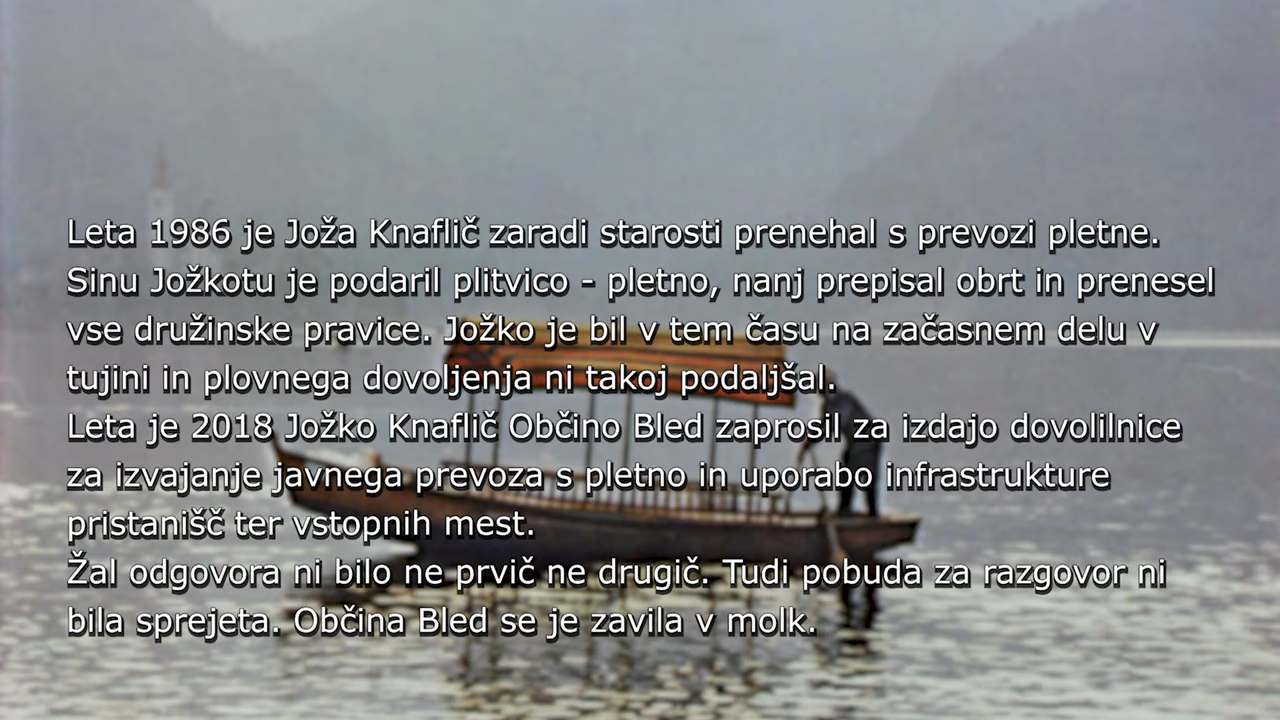 Leta 1986 je Joža Knaflič zaradi starosti prenehal s prevozi pletne.
Sinu Jožkotu je podaril plitvico - pletno, nanj prepisal obrt in prenesel
vse družinske pravice. Jožko je bil v tem času na začasnem delu v
tujini in plovnega dovoljenja ni takoj podaljšal.
Leta je 2018 Jožko Knaflič Občino Bled zaprosil za izdajo dovolilnice
za izvajanje javnega prevoza s pletno in uporabo infrastrukture
pristanišč ter vstopnih mest.
Žal odgovora ni bilo ne prvič ne drugič. Tudi pobuda za razgovor ni
bila sprejeta. Občina Bled se je zavila v molk.